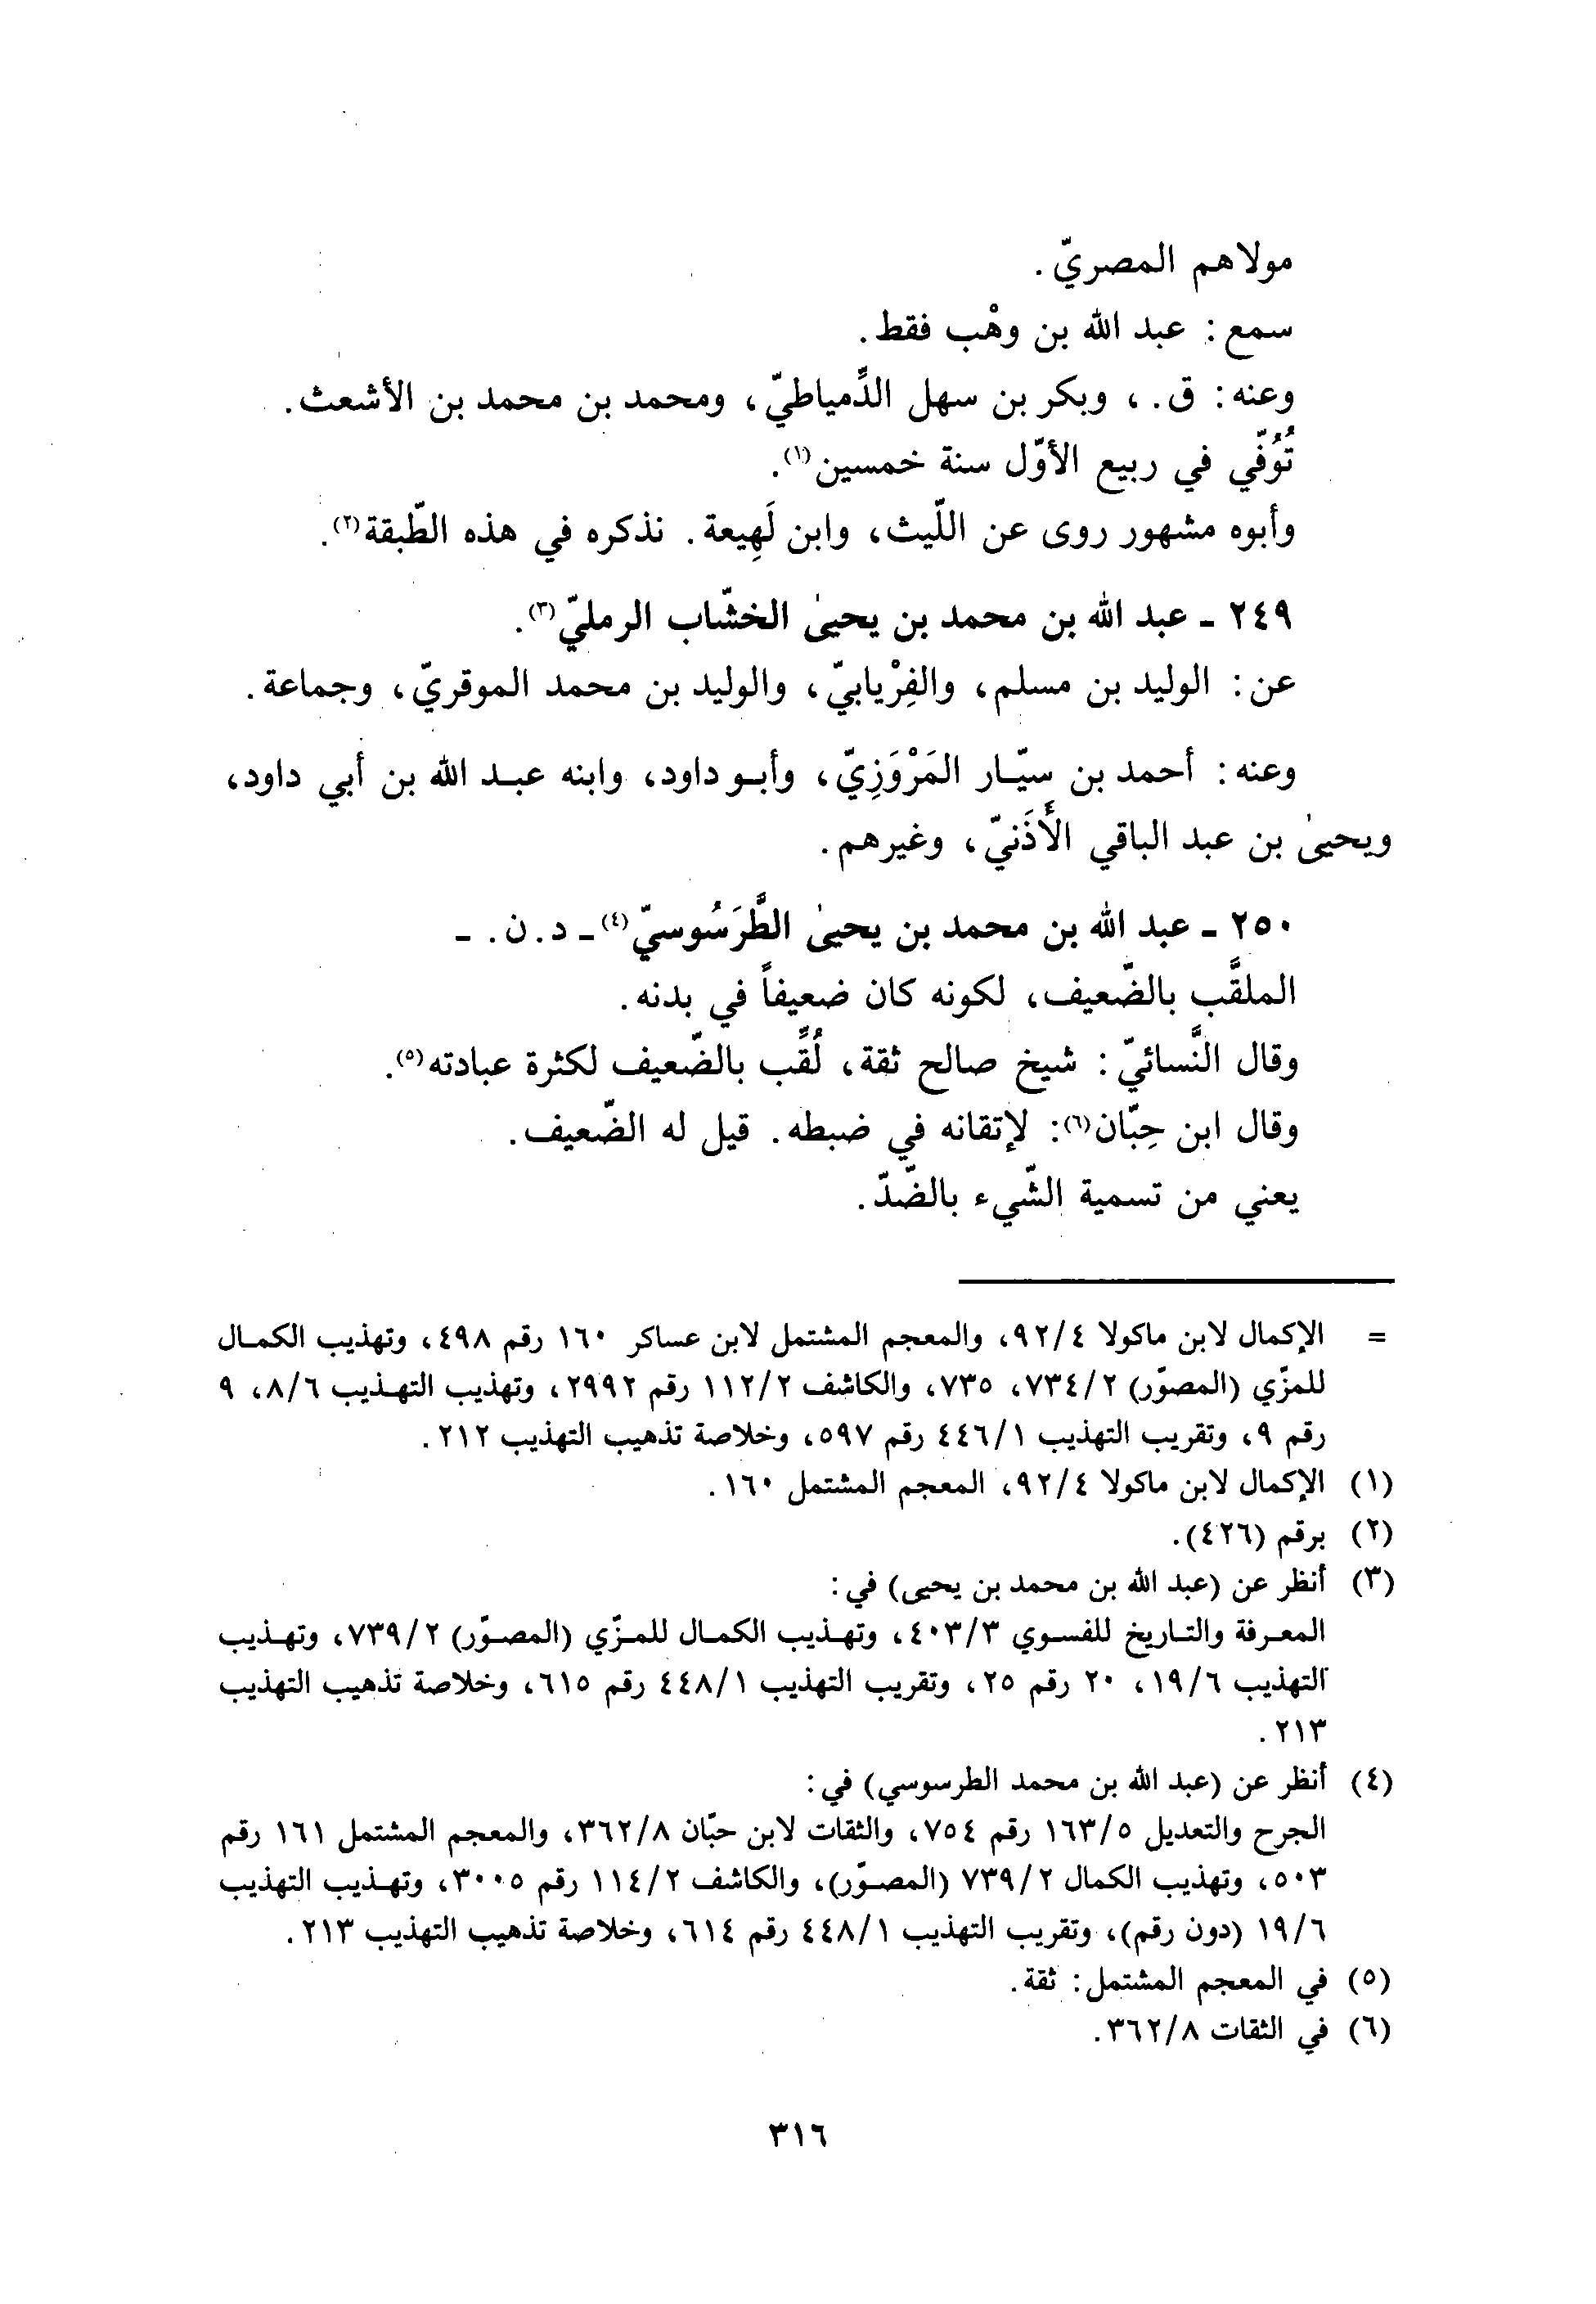 مولاهم المصريّ.
سمع: عبد الله بن وهْب فقط.
وعنه: ق.، وبكر بن سهل الدِّمياطيّ، ومحمد بن محمد بن الأشعث.
تُوُفّي في ربيع الأوّل سنة خمسين(١).
وأبوه مشهور روى عن اللّيث، وابن لَهِيعة. نذكره في هذه الطّبقة(٢).
٢٤٩ - عبد الله بن محمد بن يحيىٰ الخشّاب الرمليّ(٣).
عن: الوليد بن مسلم، والفِرْيابيّ، والوليد بن محمد الموقريّ، وجماعة.
وعنه: أحمد بن سيّار المَرْوَزِيّ، وأبو داود، وابنه عبد الله بن أبي داود،
ويحيىٰ بن عبد الباقي الأَذَنيّ، وغيرهم.
٢٥٠ - عبد الله بن محمد بن يحيىٰ الطَّرَسُوسيّ(٤) - د. ن. -
الملقَّب بالضّعيف، لكونه كان ضعيفاً في بدنه.
وقال النَّسائيّ: شيخ صالح ثقة، لُقِّب بالضّعيف لكثرة عبادته(٥).
وقال ابن حِبّان(٦): لإتقانه في ضبطه. قيل له الضّعيف.
يعني من تسمية الشّيء بالضّدّ.
= الإكمال لابن ماكولا ٩٢/٤، والمعجم المشتمل لابن عساكر ١٦٠ رقم ٤٩٨، وتهذيب الكمال
للمزّي (المصوّر) ٧٣٤/٢، ٧٣٥، والكاشف ١١٢/٢ رقم ٢٩٩٢، وتهذيب التهذيب ٨/٦، ٩
رقم ٩، وتقريب التهذيب ٤٤٦/١ رقم ٥٩٧، وخلاصة تذهيب التهذيب ٢١٢.
(١) الإكمال لابن ماكولا ٩٢/٤، المعجم المشتمل ١٦٠.
(٢) برقم (٤٢٦).
(٣) أنظر عن (عبد الله بن محمد بن يحيى) في:
المعرفة والتاريخ للفسوي ٤٠٣/٣، وتهذيب الكمال للمزّي (المصوّر) ٧٣٩/٢، وتهذيب
التهذيب ١٩/٦، ٢٠ رقم ٢٥، وتقريب التهذيب ٤٤٨/١ رقم ٦١٥، وخلاصة تذهيب التهذيب
٢١٣.
(٤) أنظر عن (عبد الله بن محمد الطرسوسي) في:
الجرح والتعديل ١٦٣/٥ رقم ٧٥٤، والثقات لابن حبّان ٣٦٢/٨، والمعجم المشتمل ١٦١ رقم
٥٠٣، وتهذيب الكمال ٧٣٩/٢ (المصوّر)، والكاشف ١١٤/٢ رقم ٣٠٠٥، وتهذيب التهذيب
١٩/٦ (دون رقم)، وتقريب التهذيب ٤٤٨/١ رقم ٦١٤، وخلاصة تذهيب التهذيب ٢١٣.
(٥) في المعجم المشتمل: ثقة.
(٦) في الثقات ٣٦٢/٨.
٣١٦